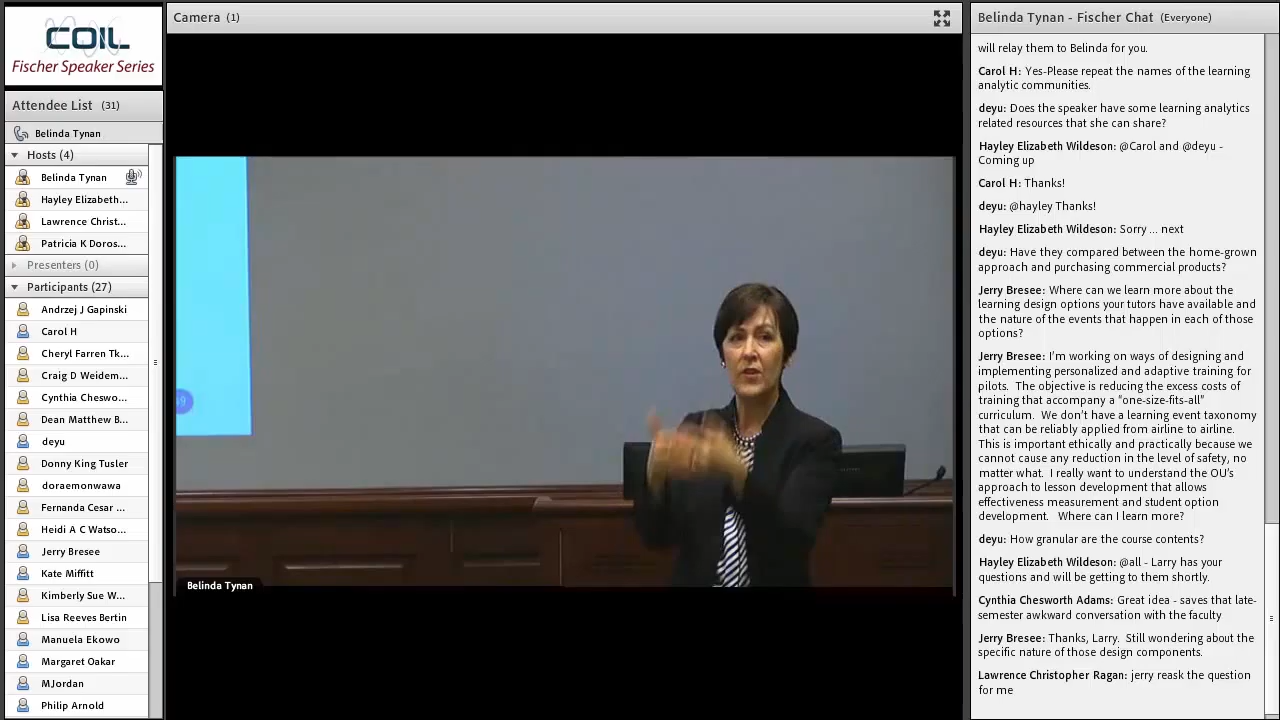 COIL
Fischer Speaker Series
Attendee List (31)
Belinda Tynan
Hosts (4)
Belinda Tynan
Hayley Elizabeth...
Lawrence Christ...
Patricia K Doros...
Presenters (0)
Participants (27)
Andrzej J Gapinski
Carol H
Cheryl Farren Tk...
Craig D Weidem...
Cynthia Cheswo...
Dean Matthew B...
deyu
Donny King Tusler
doraemonwawa
Fernanda Cesar ...
Heidi A C Watso...
Jerry Bresee
Kate Miffitt
Kimberly Sue W...
Lisa Reeves Bertin
Manuela Ekowo
Margaret Oakar
MJordan
Philip Arnold
Camera (1)
Belinda Tynan
Belinda Tynan - Fischer Chat (Everyone)
will relay them to Belinda for you.
Carol H: Yes-Please repeat the names of the learning
analytic communities.
deyu: Does the speaker have some learning analytics
related resources that she can share?
Hayley Elizabeth Wildeson: @Carol and @deyu -
Coming up
Carol H: Thanks!
deyu: @hayley Thanks!
Hayley Elizabeth Wildeson: Sorry ... next
deyu: Have they compared between the home-grown
approach and purchasing commercial products?
Jerry Bresee: Where can we learn more about the
learning design options your tutors have available and
the nature of the events that happen in each of those
options?
Jerry Bresee: I'm working on ways of designing and
implementing personalized and adaptive training for
pilots. The objective is reducing the excess costs of
training that accompany a "one-size-fits-all"
curriculum. We don't have a learning event taxonomy
that can be reliably applied from airline to airline.
This is important ethically and practically because we
cannot cause any reduction in the level of safety, no
matter what. I really want to understand the OU's
approach to lesson development that allows
effectiveness measurement and student option
development. Where can I learn more?
deyu: How granular are the course contents?
Hayley Elizabeth Wildeson: @all - Larry has your
questions and will be getting to them shortly.
Cynthia Chesworth Adams: Great idea - saves that late-
semester awkward conversation with the faculty
Jerry Bresee: Thanks, Larry. Still wondering about the
specific nature of those design components.
Lawrence Christopher Ragan: jerry reask the question
for me